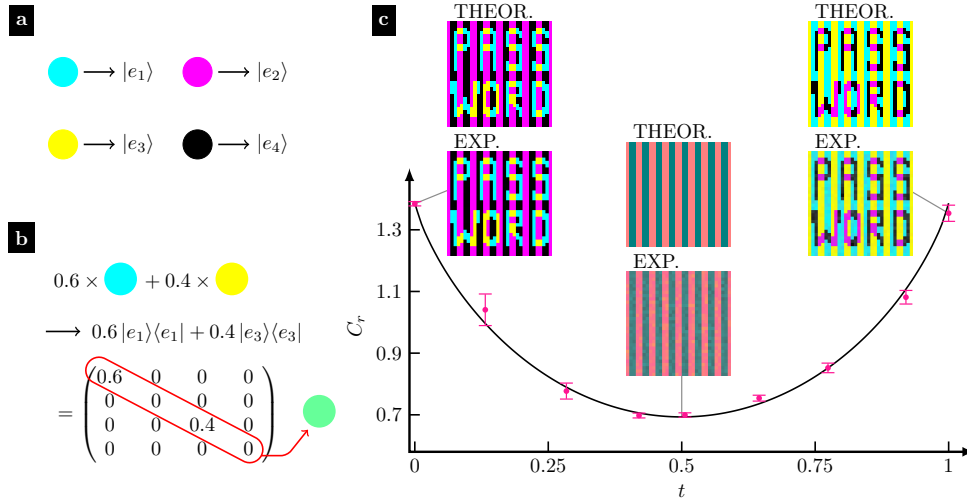 a
|e₁⟩ |e₂⟩
|e₃⟩ |e₄⟩
b
0.6 × + 0.4 ×
⟶ 0.6 |e₁⟩⟨e₁| + 0.4 |e₃⟩⟨e₃|
= 0.6 0 0 0
0 0 0 0
0 0 0.4 0
0 0 0 0
c
THEOR.
PASS
WORD
EXP.
PASS
WORD
THEOR.
EXP.
THEOR.
PASS
WORD
EXP.
PASS
WORD
Cᵣ
1.3
1.1
0.9
0.7
0 0.25 0.5 0.75 1
t